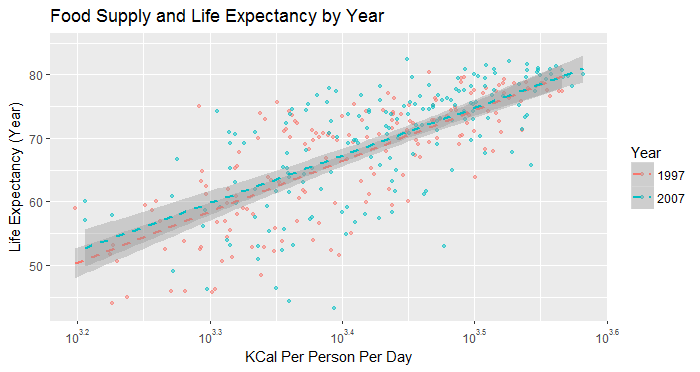 Food Supply and Life Expectancy by Year
Life Expectancy (Year)
80
70
60
50
10^3.2 10^3.3 10^3.4 10^3.5 10^3.6
KCal Per Person Per Day
Year
1997
2007